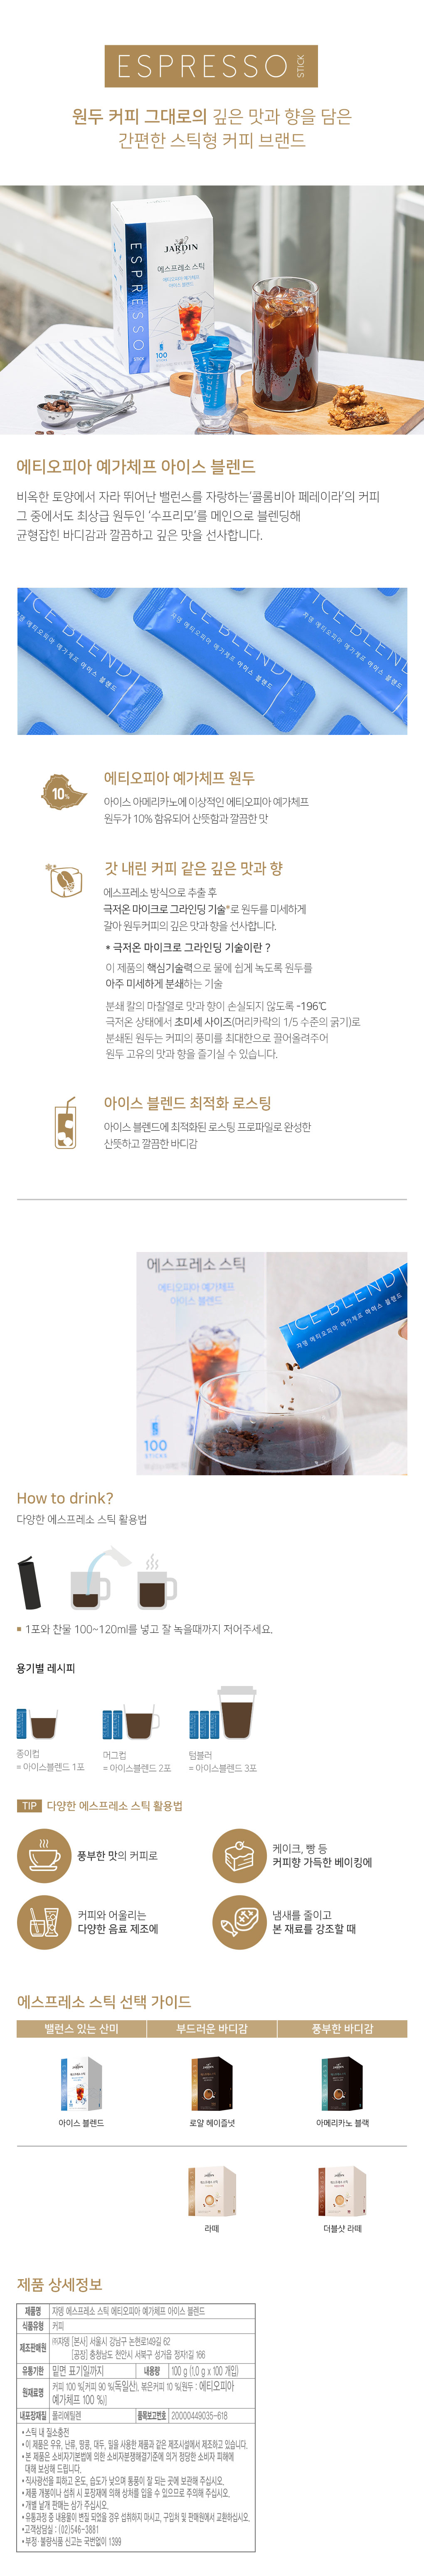 ESPRESSO STICK
원두 커피 그대로의 깊은 맛과 향을 담은
간편한 스틱형 커피 브랜드
JARDIN
에스프레소 스틱
에티오피아 예가체프
아이스 블렌드
ESPRESSO STICK
100
에티오피아 예가체프 아이스 블렌드
비옥한 토양에서 자라 뛰어난 밸런스를 자랑하는‘콜롬비아 페레이라’의 커피
그 중에서도 최상급 원두인 ‘수프리모’를 메인으로 블렌딩해
균형잡힌 바디감과 깔끔하고 깊은 맛을 선사합니다.
ICE BLEND
자뎅 에티오피아 예가체프 아이스 블렌드
10%
에티오피아 예가체프 원두
아이스 아메리카노에 이상적인 에티오피아 예가체프
원두가 10% 함유되어 산뜻함과 깔끔한 맛
갓 내린 커피 같은 깊은 맛과 향
에스프레소 방식으로 추출 후
극저온 마이크로 그라인딩 기술*로 원두를 미세하게
갈아 원두커피의 깊은 맛과 향을 선사합니다.
* 극저온 마이크로 그라인딩 기술이란 ?
이 제품의 핵심기술력으로 물에 쉽게 녹도록 원두를
아주 미세하게 분쇄하는 기술
분쇄 칼의 마찰열로 맛과 향이 손실되지 않도록 -196℃
극저온 상태에서 초미세 사이즈(머리카락의 1/5 수준의 굵기)로
분쇄된 원두는 커피의 풍미를 최대한으로 끌어올려주어
원두 고유의 맛과 향을 즐기실 수 있습니다.
아이스 블렌드 최적화 로스팅
아이스 블렌드에 최적화된 로스팅 프로파일로 완성한
산뜻하고 깔끔한 바디감
에스프레소 스틱
에티오피아 예가체프
아이스 블렌드
100
STICKS
ICE BLEND
자뎅 에티오피아 예가체프 아이스 블렌드
How to drink?
다양한 에스프레소 스틱 활용법
1포와 찬물 100~120ml를 넣고 잘 녹을때까지 저어주세요.
용기별 레시피
종이컵
= 아이스블렌드 1포
머그컵
= 아이스블렌드 2포
텀블러
= 아이스블렌드 3포
TIP 다양한 에스프레소 스틱 활용법
풍부한 맛의 커피로
케이크, 빵 등
커피향 가득한 베이킹에
커피와 어울리는
다양한 음료 제조에
냄새를 줄이고
본 재료를 강조할 때
에스프레소 스틱 선택 가이드
밸런스 있는 산미 부드러운 바디감 풍부한 바디감
아이스 블렌드 로얄 헤이즐넛 아메리카노 블랙
라떼 더블샷 라떼
제품 상세정보
제품명 자뎅 에스프레소 스틱 에티오피아 예가체프 아이스 블렌드
식품유형 커피
제조판매원 ㈜자뎅 [본사] 서울시 강남구 논현로149길 62
[공장] 충청남도 천안시 서북구 성거읍 정자1길 166
유통기한 밑면 표기일까지 내용량 100 g (1.0 g x 100 개입)
원재료명 커피 100 %[커피 90 %(독일산), 볶은커피 10 %(원두 : 에티오피아
예가체프 100 %)]
내포장재질 폴리에틸렌 품목보고번호 20000449035-618
• 스틱 내 질소충전
• 이 제품은 우유, 난류, 땅콩, 대두, 밀을 사용한 제품과 같은 제조시설에서 제조하고 있습니다.
• 본 제품은 소비자기본법에 의한 소비자분쟁해결기준에 의거 정당한 소비자 피해에
대해 보상해 드립니다.
• 직사광선을 피하고 온도, 습도가 낮으며 통풍이 잘 되는 곳에 보관해 주십시오.
• 제품 개봉이나 섭취 시 포장재에 의해 상처를 입을 수 있으므로 주의해 주십시오.
• 개별 낱개 판매는 삼가 주십시오.
• 유통과정 중 내용물이 변질 되었을 경우 섭취하지 마시고, 구입처 및 판매원에서 교환하십시오.
• 고객상담실 : (02)546-3881
• 부정·불량식품 신고는 국번없이 1399